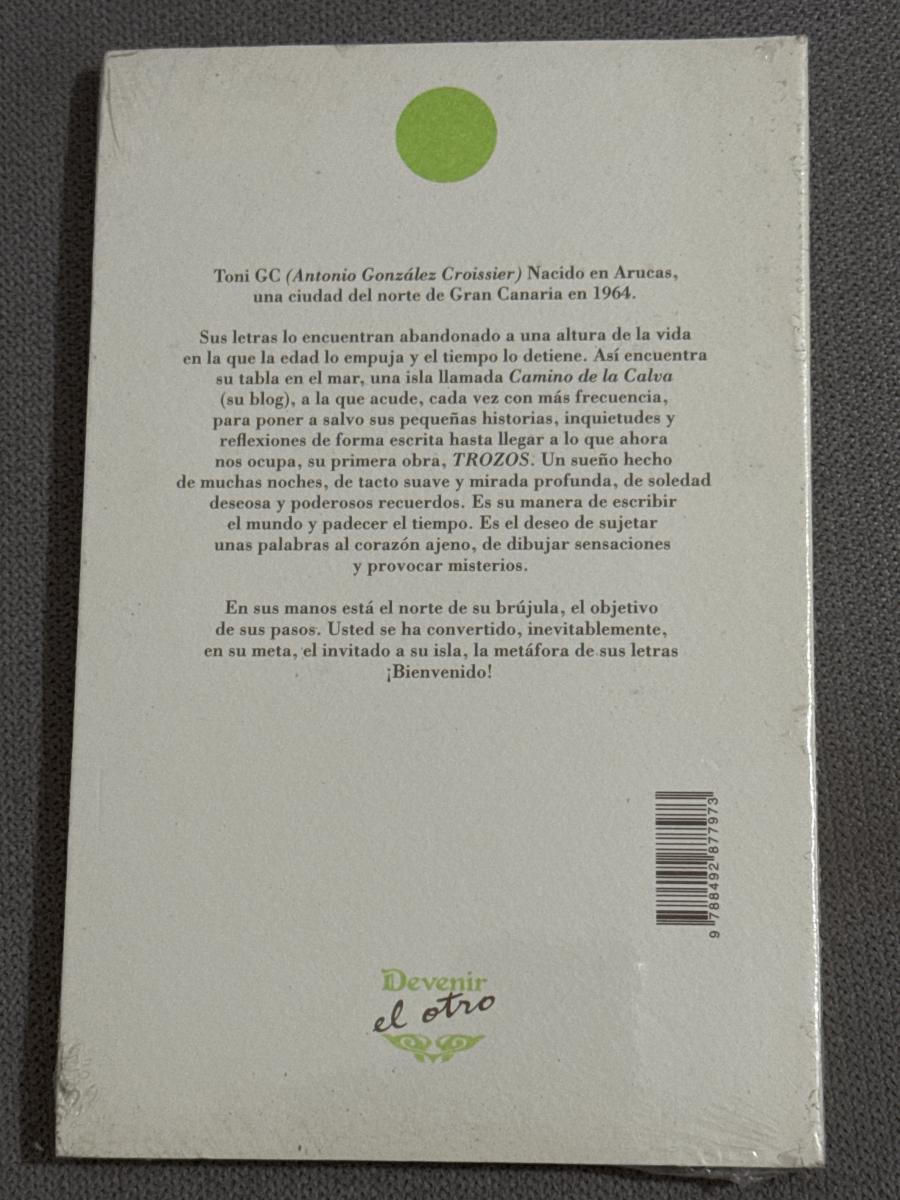 Toni GC (Antonio González Croissier) Nacido en Arucas,
una ciudad del norte de Gran Canaria en 1964.
Sus letras lo encuentran abandonado a una altura de la vida
en la que la edad lo empuja y el tiempo lo detiene. Así encuentra
su tabla en el mar, una isla llamada Camino de la Calva
(su blog), a la que acude, cada vez con más frecuencia,
para poner a salvo sus pequeñas historias, inquietudes y
reflexiones de forma escrita hasta llegar a lo que ahora
nos ocupa, su primera obra, TROZOS. Un sueño hecho
de muchas noches, de tacto suave y mirada profunda, de soledad
deseosa y poderosos recuerdos. Es su manera de escribir
el mundo y padecer el tiempo. Es el deseo de sujetar
unas palabras al corazón ajeno, de dibujar sensaciones
y provocar misterios.
En sus manos está el norte de su brújula, el objetivo
de sus pasos. Usted se ha convertido, inevitablemente,
en su meta, el invitado a su isla, la metáfora de sus letras
¡Bienvenido!
9 788492 877973
Devenir
el otro